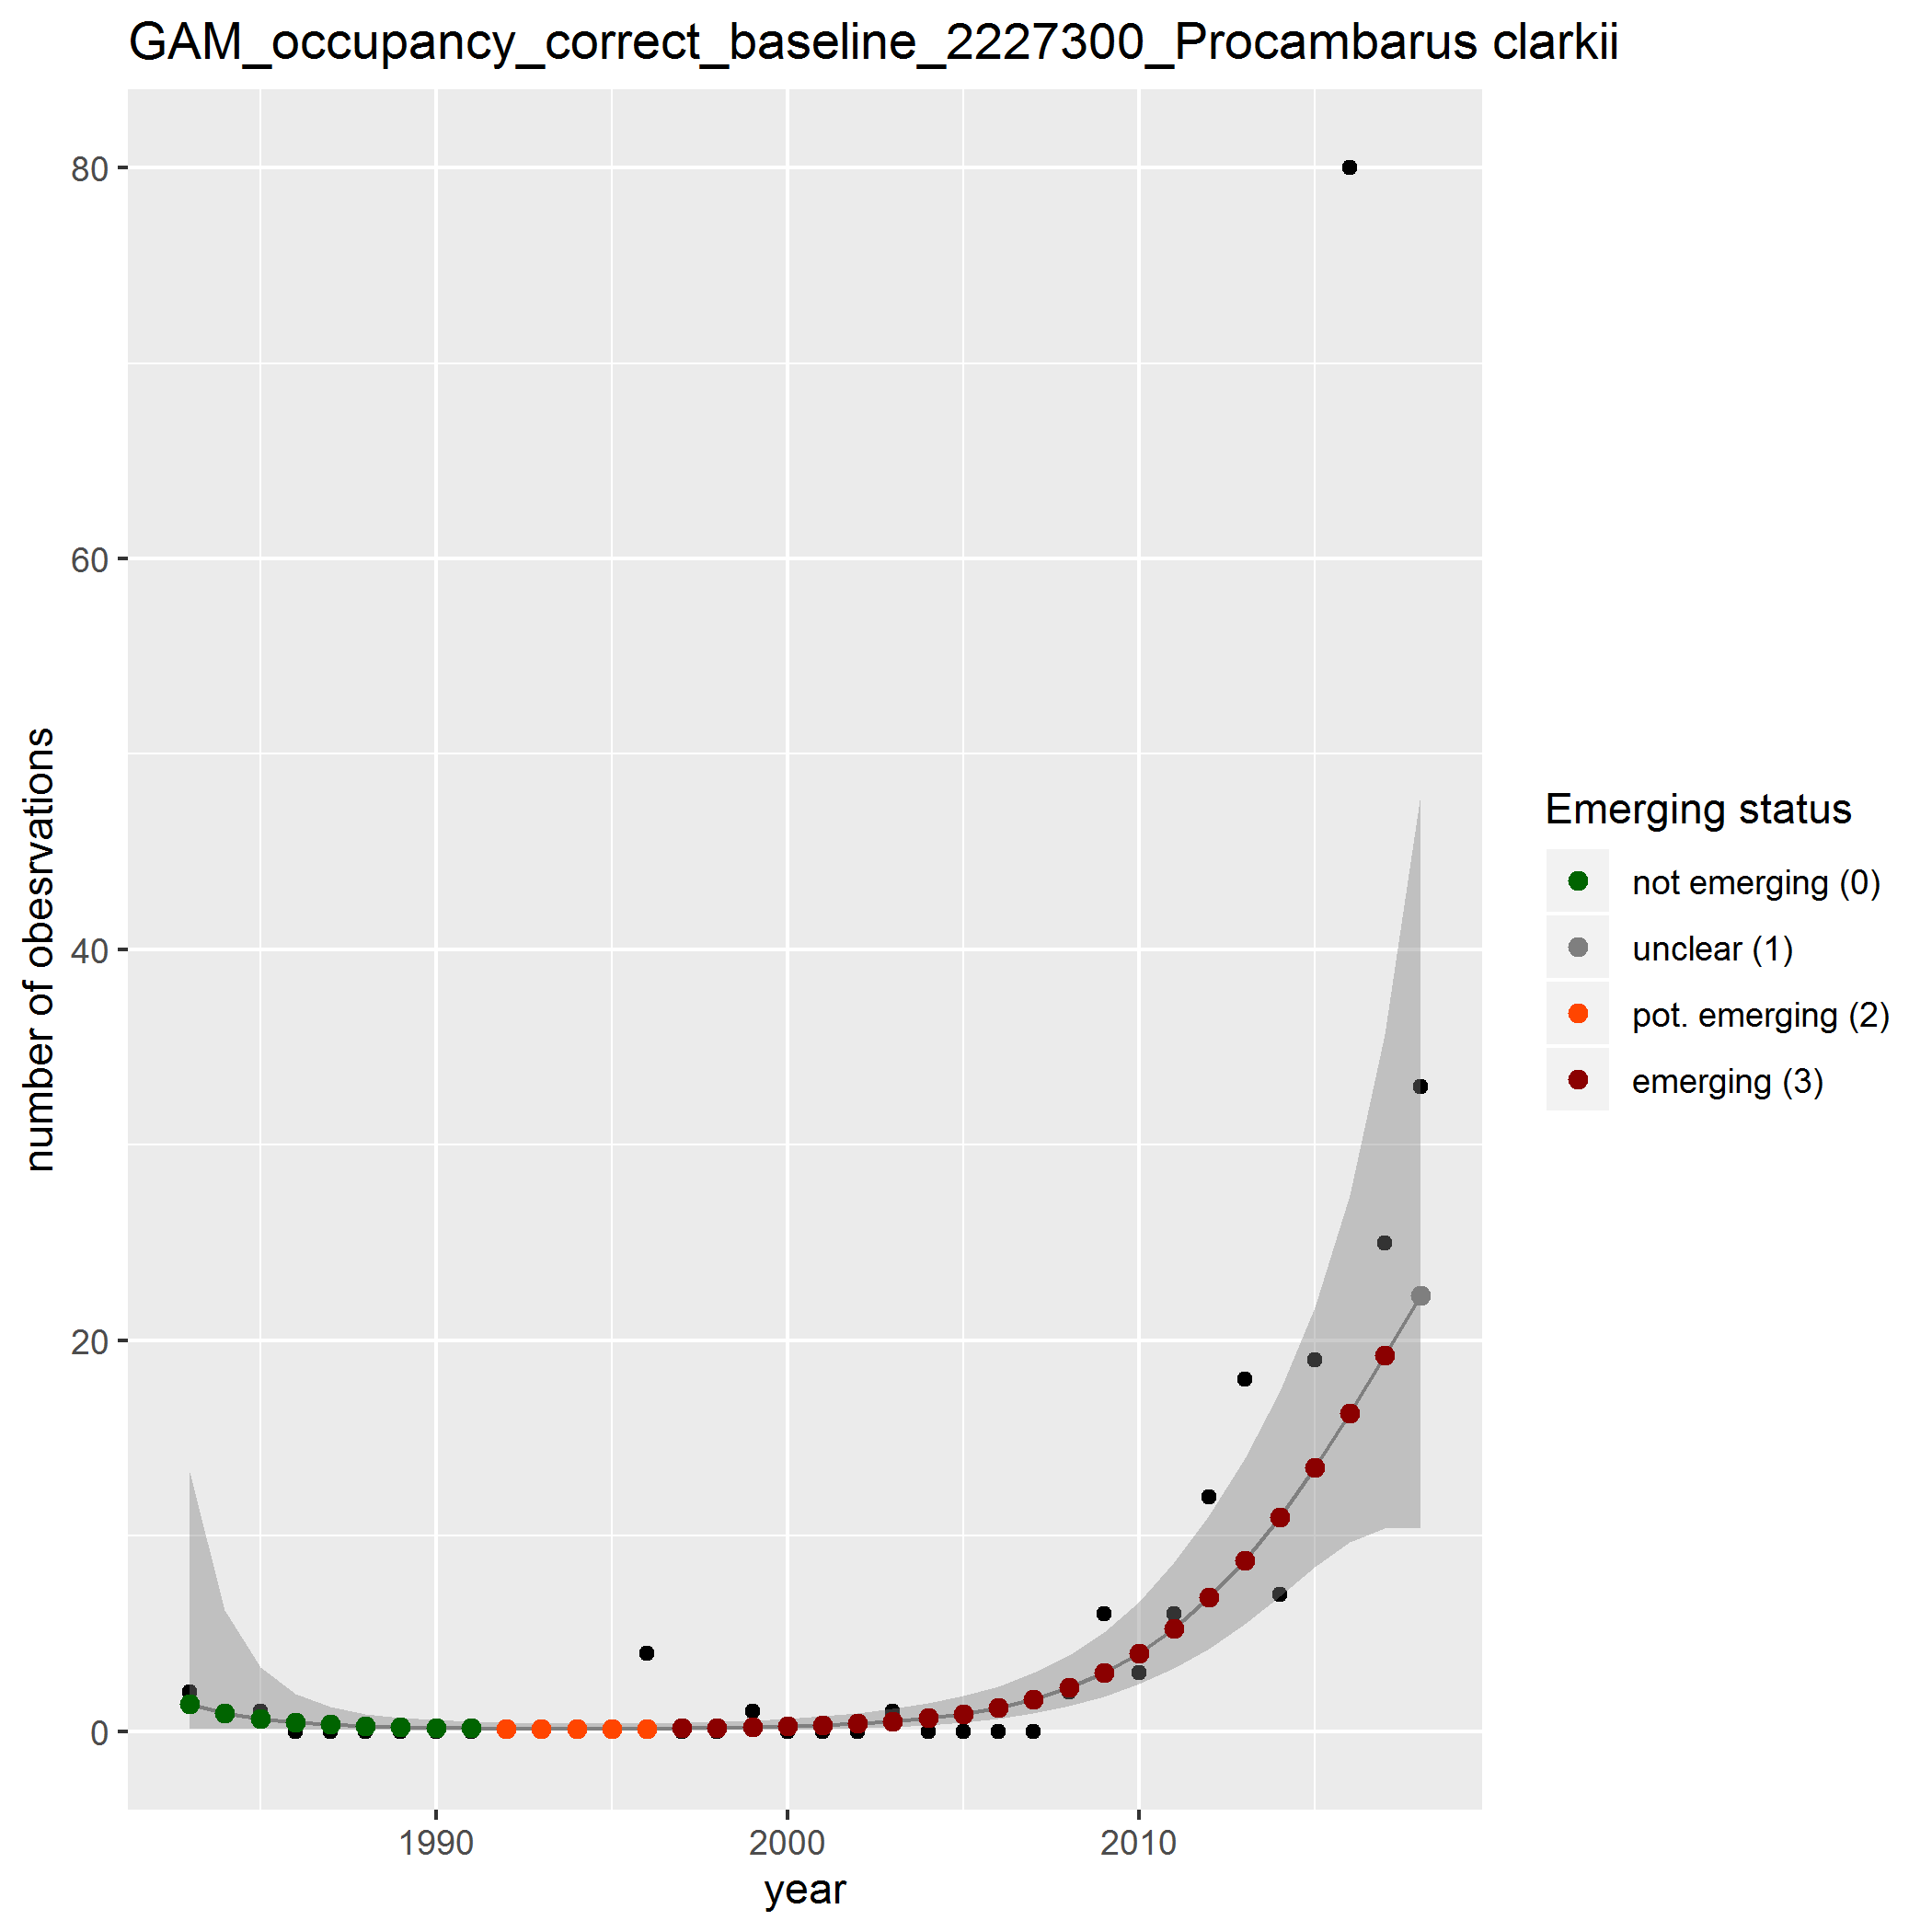 GAM_occupancy_correct_baseline_2227300_Procambarus clarkii
80
60
40
20
0
number of obesrvations
1990
2000
2010
year
Emerging status
not emerging (0)
unclear (1)
pot. emerging (2)
emerging (3)